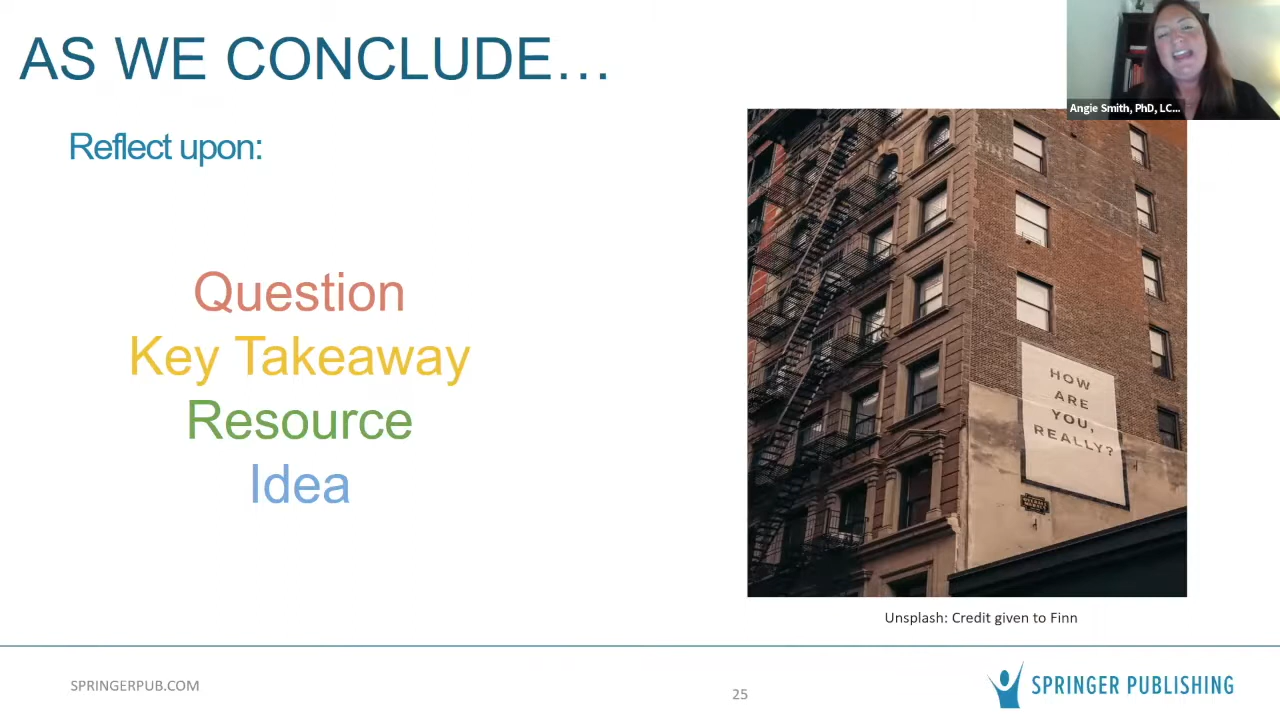 AS WE CONCLUDE…
Angie Smith, PhD, LC...
Reflect upon:
Question
Key Takeaway
Resource
Idea
HOW
ARE
YOU,
REALLY?
Unsplash: Credit given to Finn
SPRINGERPUB.COM
25
SPRINGER PUBLISHING